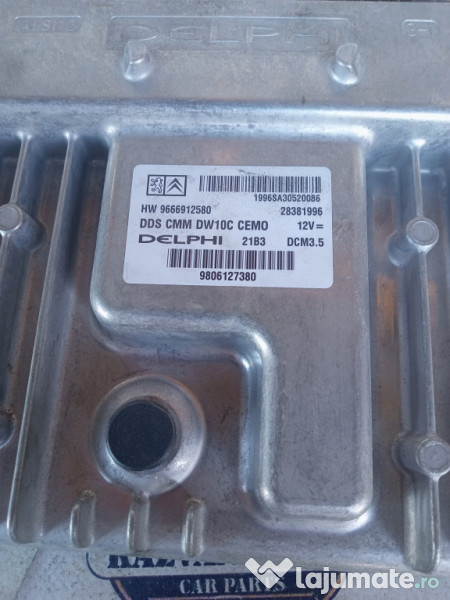 DELPHI
1996SA30520086
HW 9666912580 28381996
DDS CMM DW10C CEMO 12V=
DELPHI 21B3 DCM3.5
9806127380
CAR PARTS
lajumate.ro